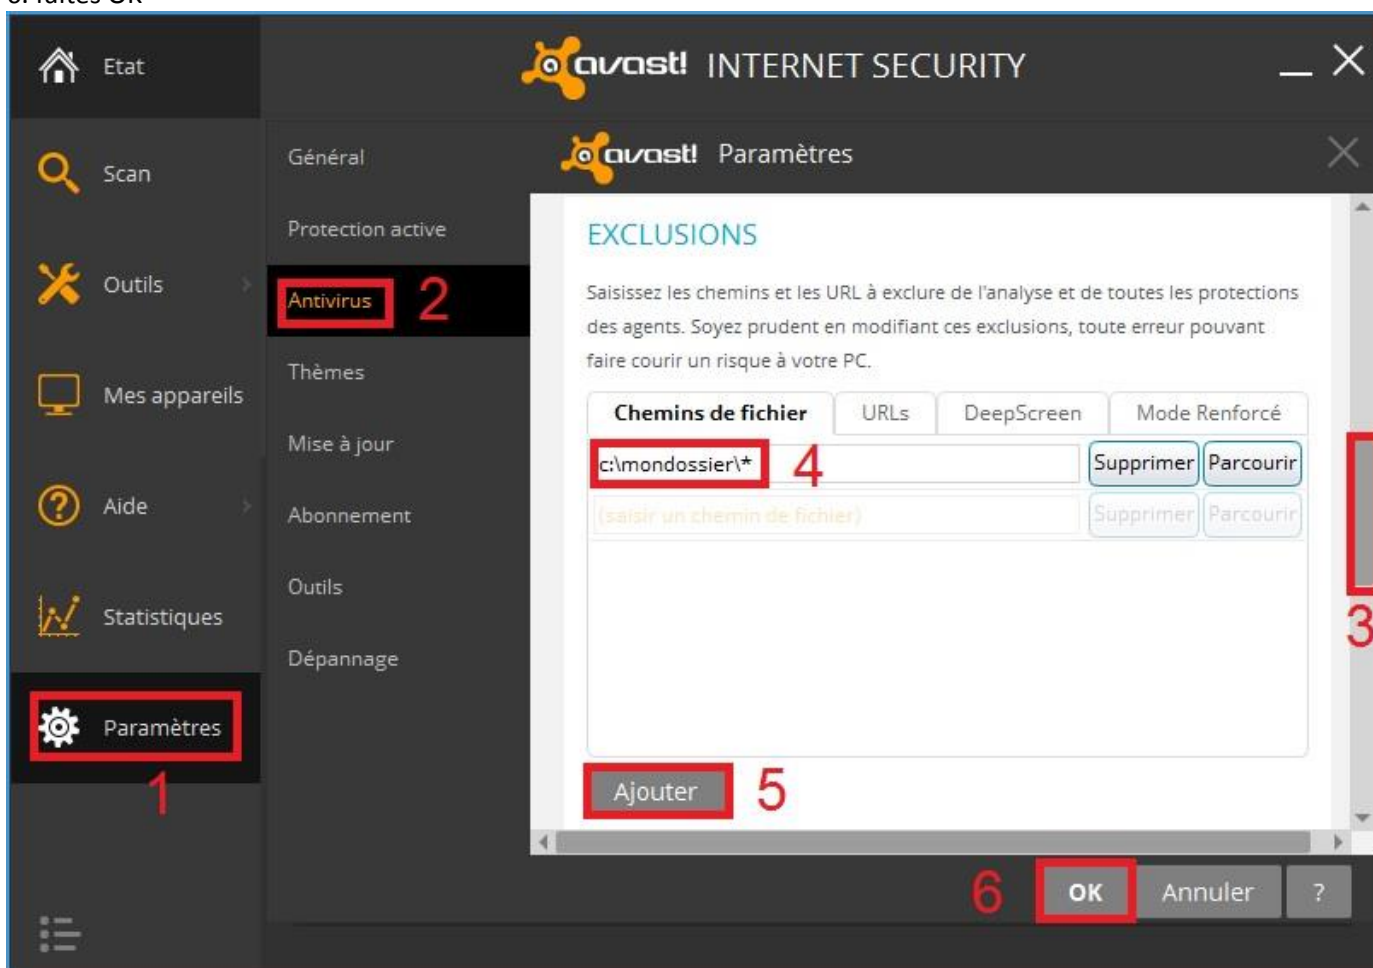 6. faites OK
Etat
avast! INTERNET SECURITY
Scan
Outils
Mes appareils
Aide
Statistiques
Paramètres
1
Général
Protection active
Antivirus 2
Thèmes
Mise à jour
Abonnement
Outils
Dépannage
avast! Paramètres
EXCLUSIONS
Saisissez les chemins et les URL à exclure de l'analyse et de toutes les protections
des agents. Soyez prudent en modifiant ces exclusions, toute erreur pouvant
faire courir un risque à votre PC.
Chemins de fichier URLs DeepScreen Mode Renforcé
c:\mondossier\* 4 Supprimer Parcourir
(saisir un chemin de fichier) Supprimer Parcourir
3
Ajouter 5
6 OK Annuler ?